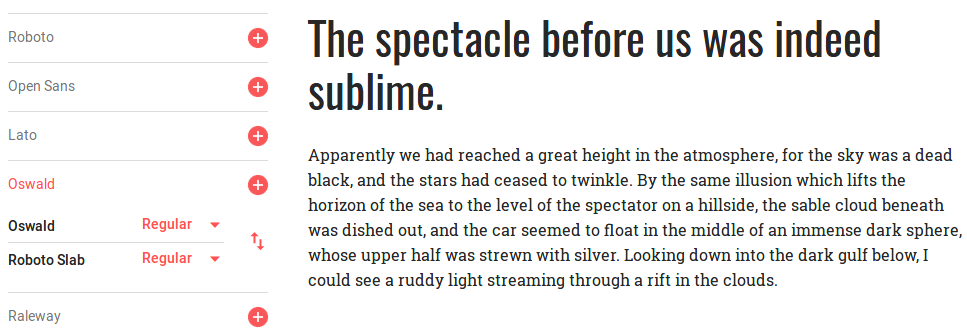 Roboto
Open Sans
Lato
Oswald
Oswald Regular
Roboto Slab Regular
Raleway
The spectacle before us was indeed
sublime.
Apparently we had reached a great height in the atmosphere, for the sky was a dead
black, and the stars had ceased to twinkle. By the same illusion which lifts the
horizon of the sea to the level of the spectator on a hillside, the sable cloud beneath
was dished out, and the car seemed to float in the middle of an immense dark sphere,
whose upper half was strewn with silver. Looking down into the dark gulf below, I
could see a ruddy light streaming through a rift in the clouds.